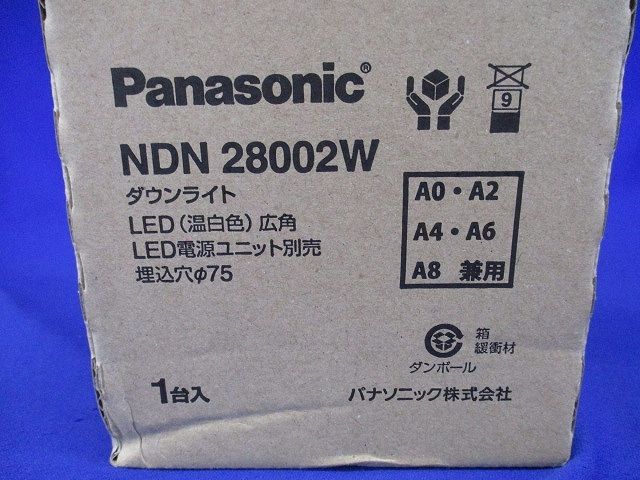 Panasonic®
9
NDN 28002W
ダウンライト
LED(温白色)広角
LED電源ユニット別売
埋込穴φ75
A0・A2
A4・A6
A8 兼用
箱
緩衝材
ダンボール
1台入
パナソニック株式会社